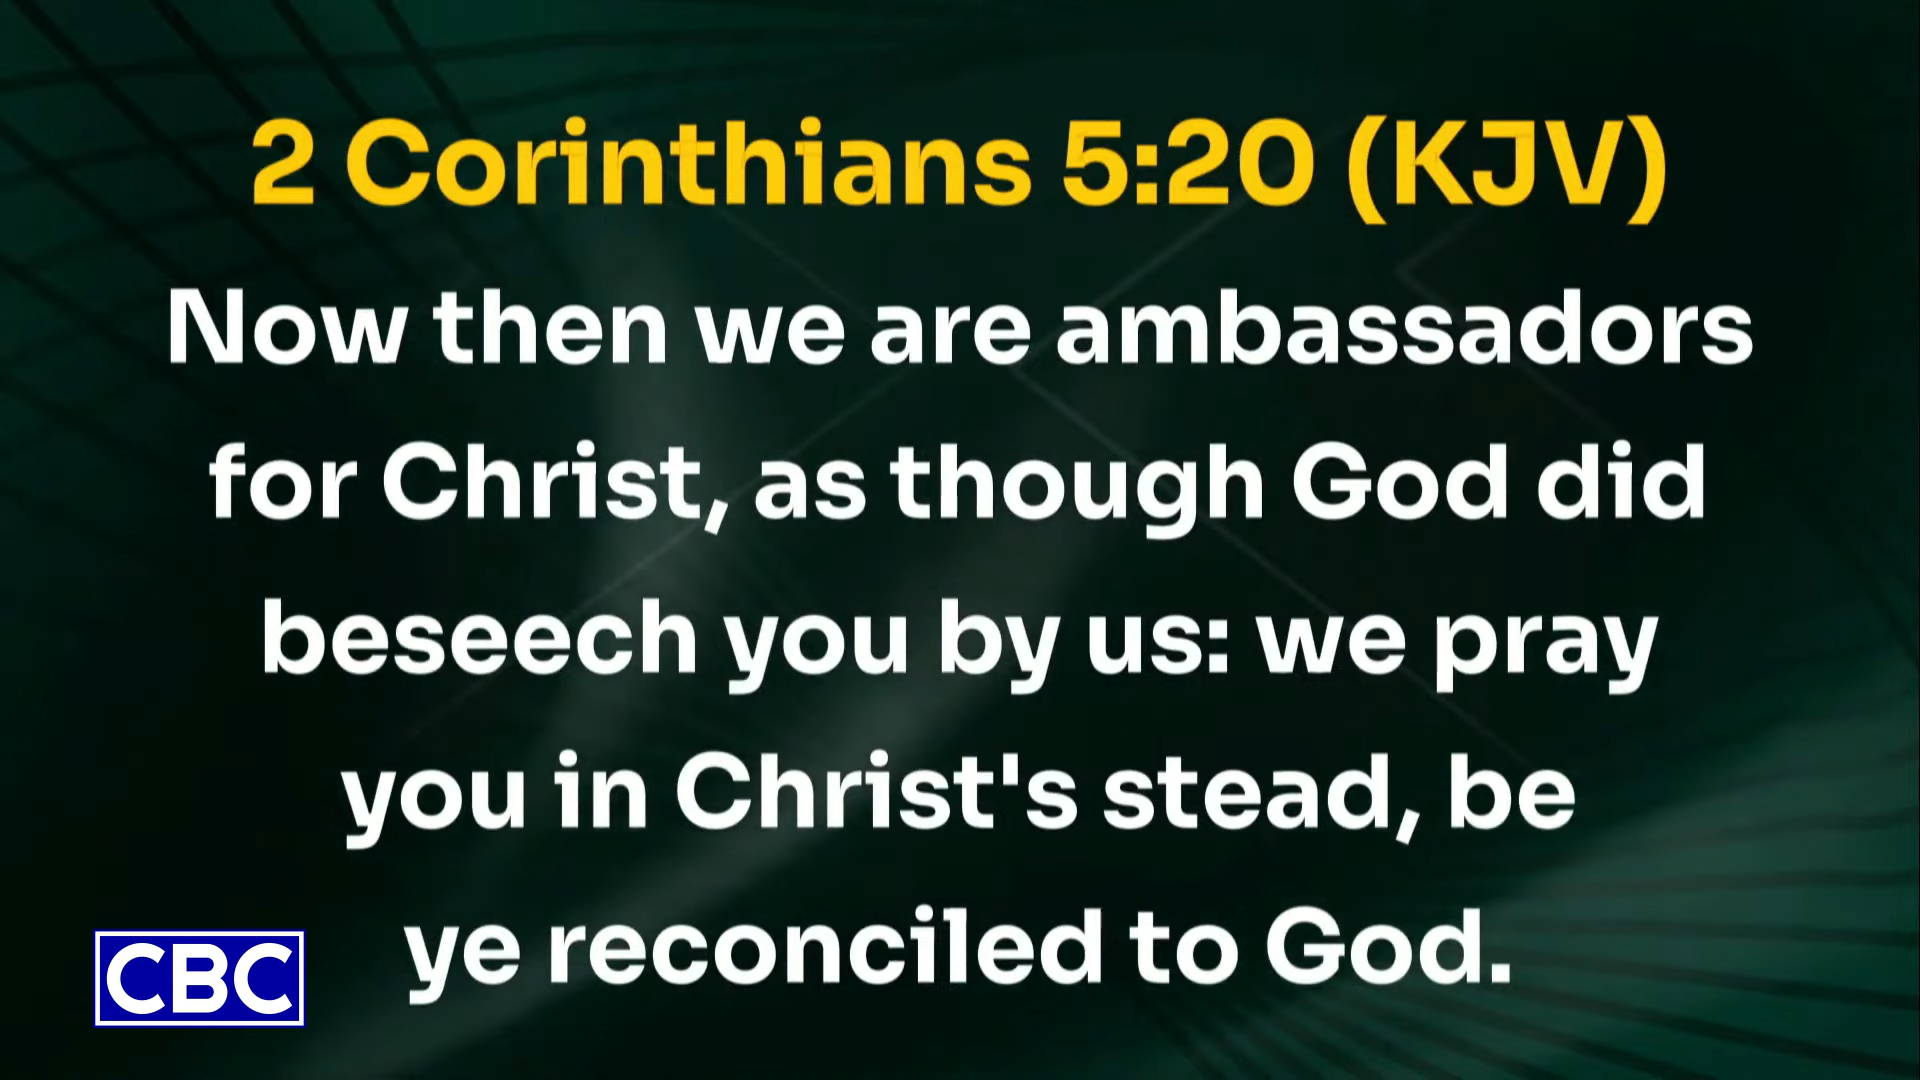 2 Corinthians 5:20 (KJV)
Now then we are ambassadors
for Christ, as though God did
beseech you by us: we pray
you in Christ's stead, be
ye reconciled to God.
CBC